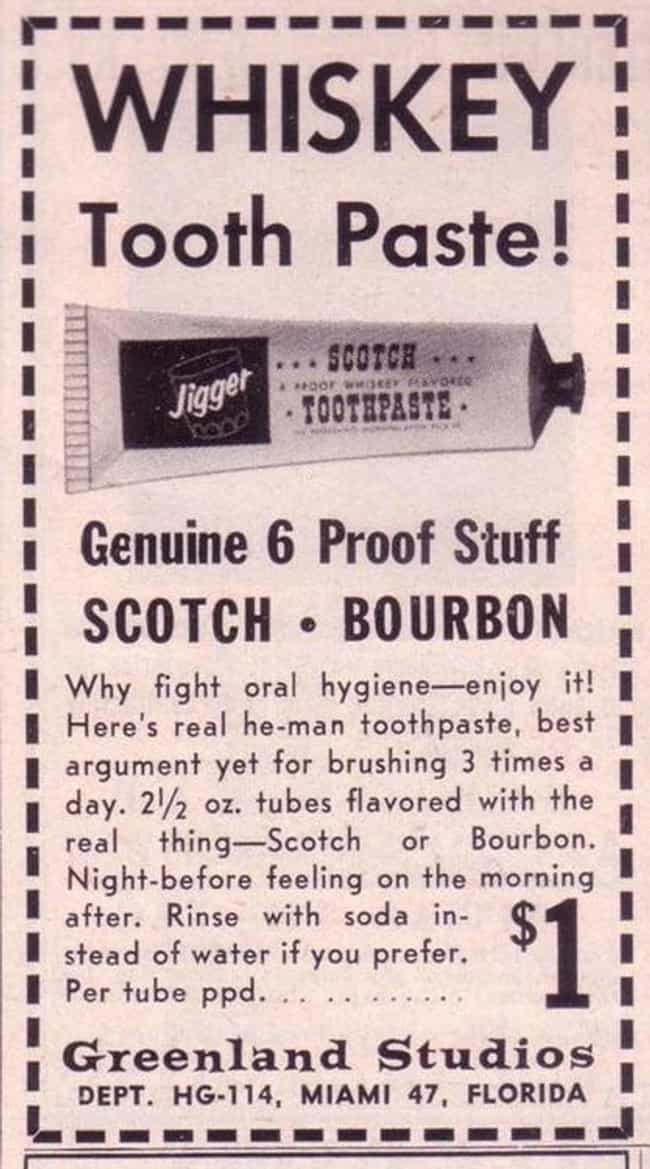 WHISKEY
Tooth Paste!
Jigger
SCOTCH
PROOF WHISKEY FLAVORED
TOOTHPASTE
Genuine 6 Proof Stuff
SCOTCH • BOURBON
Why fight oral hygiene—enjoy it!
Here's real he-man toothpaste, best
argument yet for brushing 3 times a
day. 2½ oz. tubes flavored with the
real thing—Scotch or Bourbon.
Night-before feeling on the morning
after. Rinse with soda in-
stead of water if you prefer.
Per tube ppd. . . . . . . . . . . .
$1
Greenland Studios
DEPT. HG-114, MIAMI 47, FLORIDA